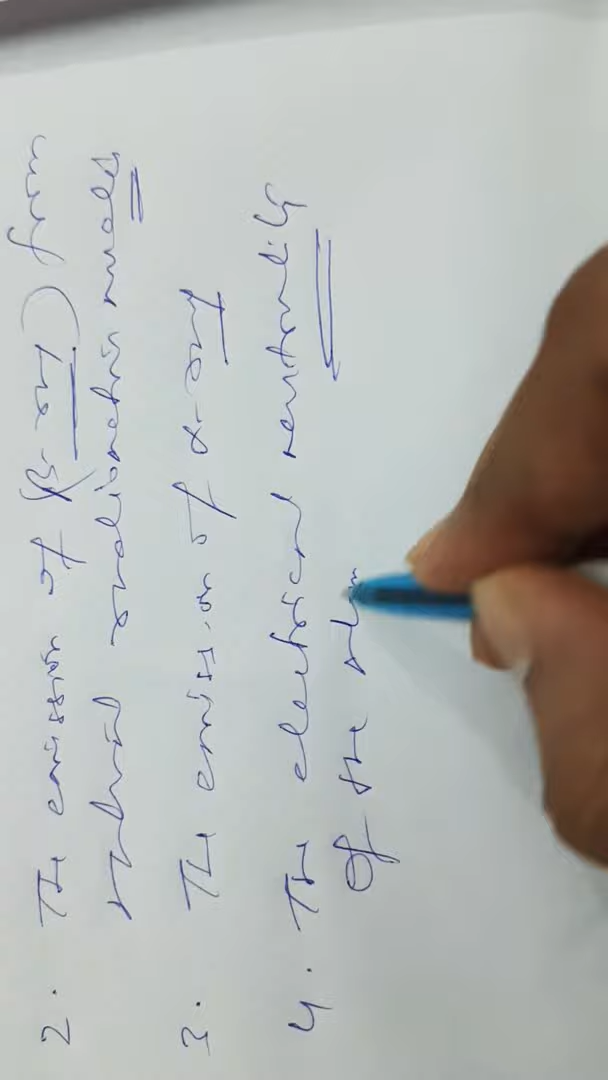 2. The emission of (β-ray) from
natural radioactive nuclei
3. The emission of α-ray
4. The electrical neutrality
of the atom